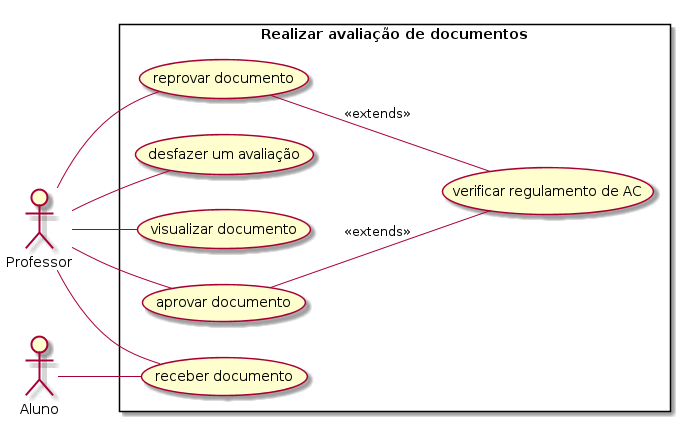 Realizar avaliação de documentos
reprovar documento
«extends»
desfazer um avaliação
verificar regulamento de AC
visualizar documento
«extends»
Professor
aprovar documento
receber documento
Aluno